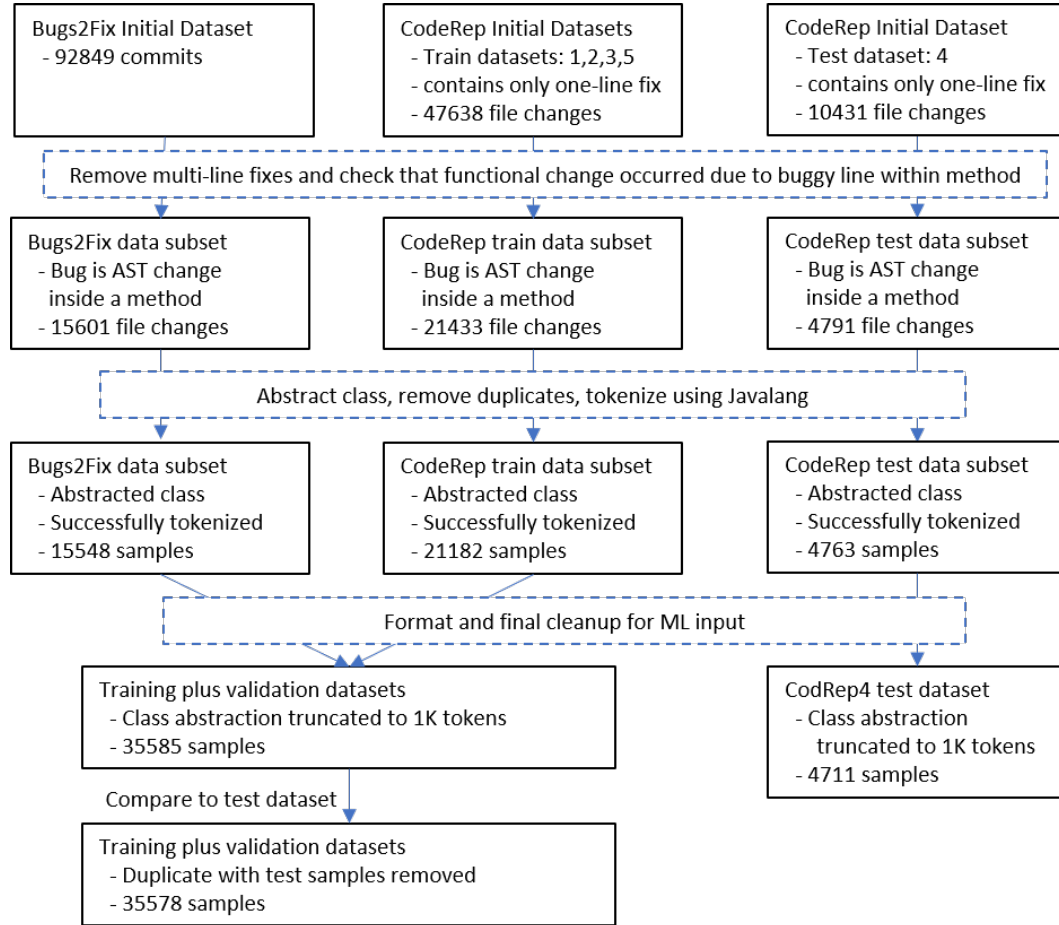 Bugs2Fix Initial Dataset
- 92849 commits
CodeRep Initial Datasets
- Train datasets: 1,2,3,5
- contains only one-line fix
- 47638 file changes
CodeRep Initial Dataset
- Test dataset: 4
- contains only one-line fix
- 10431 file changes
Remove multi-line fixes and check that functional change occurred due to buggy line within method
Bugs2Fix data subset
- Bug is AST change
inside a method
- 15601 file changes
CodeRep train data subset
- Bug is AST change
inside a method
- 21433 file changes
CodeRep test data subset
- Bug is AST change
inside a method
- 4791 file changes
Abstract class, remove duplicates, tokenize using Javalang
Bugs2Fix data subset
- Abstracted class
- Successfully tokenized
- 15548 samples
CodeRep train data subset
- Abstracted class
- Successfully tokenized
- 21182 samples
CodeRep test data subset
- Abstracted class
- Successfully tokenized
- 4763 samples
Format and final cleanup for ML input
Training plus validation datasets
- Class abstraction truncated to 1K tokens
- 35585 samples
CodRep4 test dataset
- Class abstraction
truncated to 1K tokens
- 4711 samples
Compare to test dataset
Training plus validation datasets
- Duplicate with test samples removed
- 35578 samples